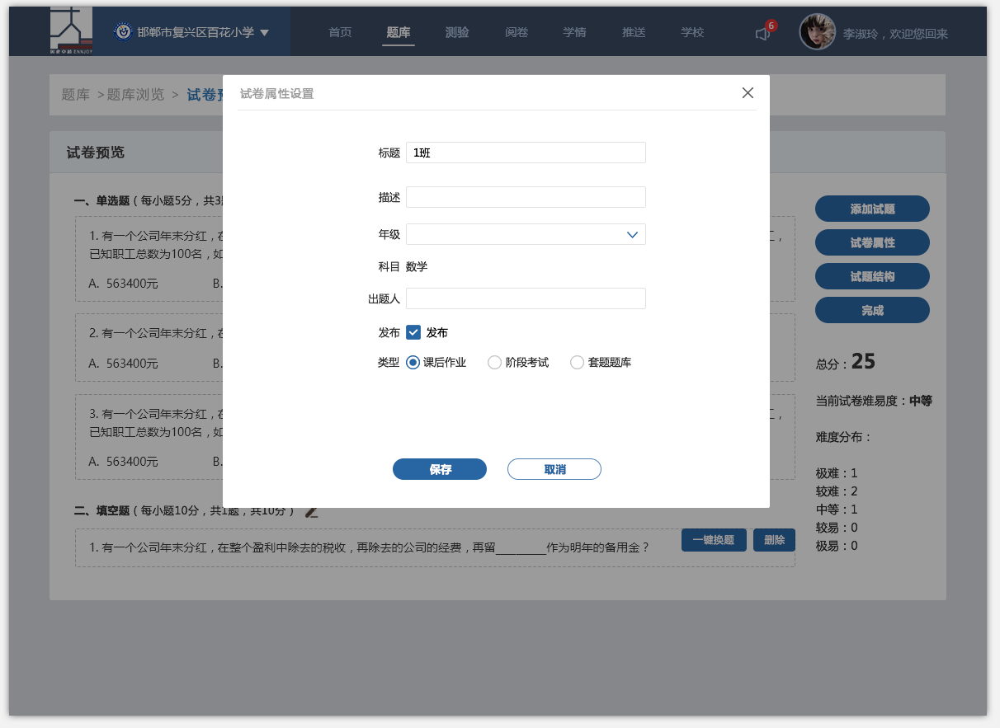 邯郸市复兴区百花小学 首页 题库 测验 阅卷 学情 推送 学校 6 李淑玲，欢迎您回来
题库 >题库浏览 > 试卷
试卷属性设置
试卷预览
标题 1班
描述
年级
科目 数学
出题人
发布 发布
类型 课后作业 阶段考试 套题题库
保存 取消
一、单选题（每小题5分，共3
1. 有一个公司年末分红，在
已知职工总数为100名，如
A. 563400元 B.
2. 有一个公司年末分红，在
A. 563400元 B.
3. 有一个公司年末分红，在
已知职工总数为100名，如
A. 563400元 B.
二、填空题（每小题10分，共1题，共10分）
1. 有一个公司年末分红，在整个盈利中除去的税收，再除去的公司的经费，再留________作为明年的备用金？
一键换题 删除
添加试题
试卷属性
试题结构
完成
总分：25
当前试卷难易度：中等
难度分布：
极难：1
较难：2
中等：1
较易：0
极易：0